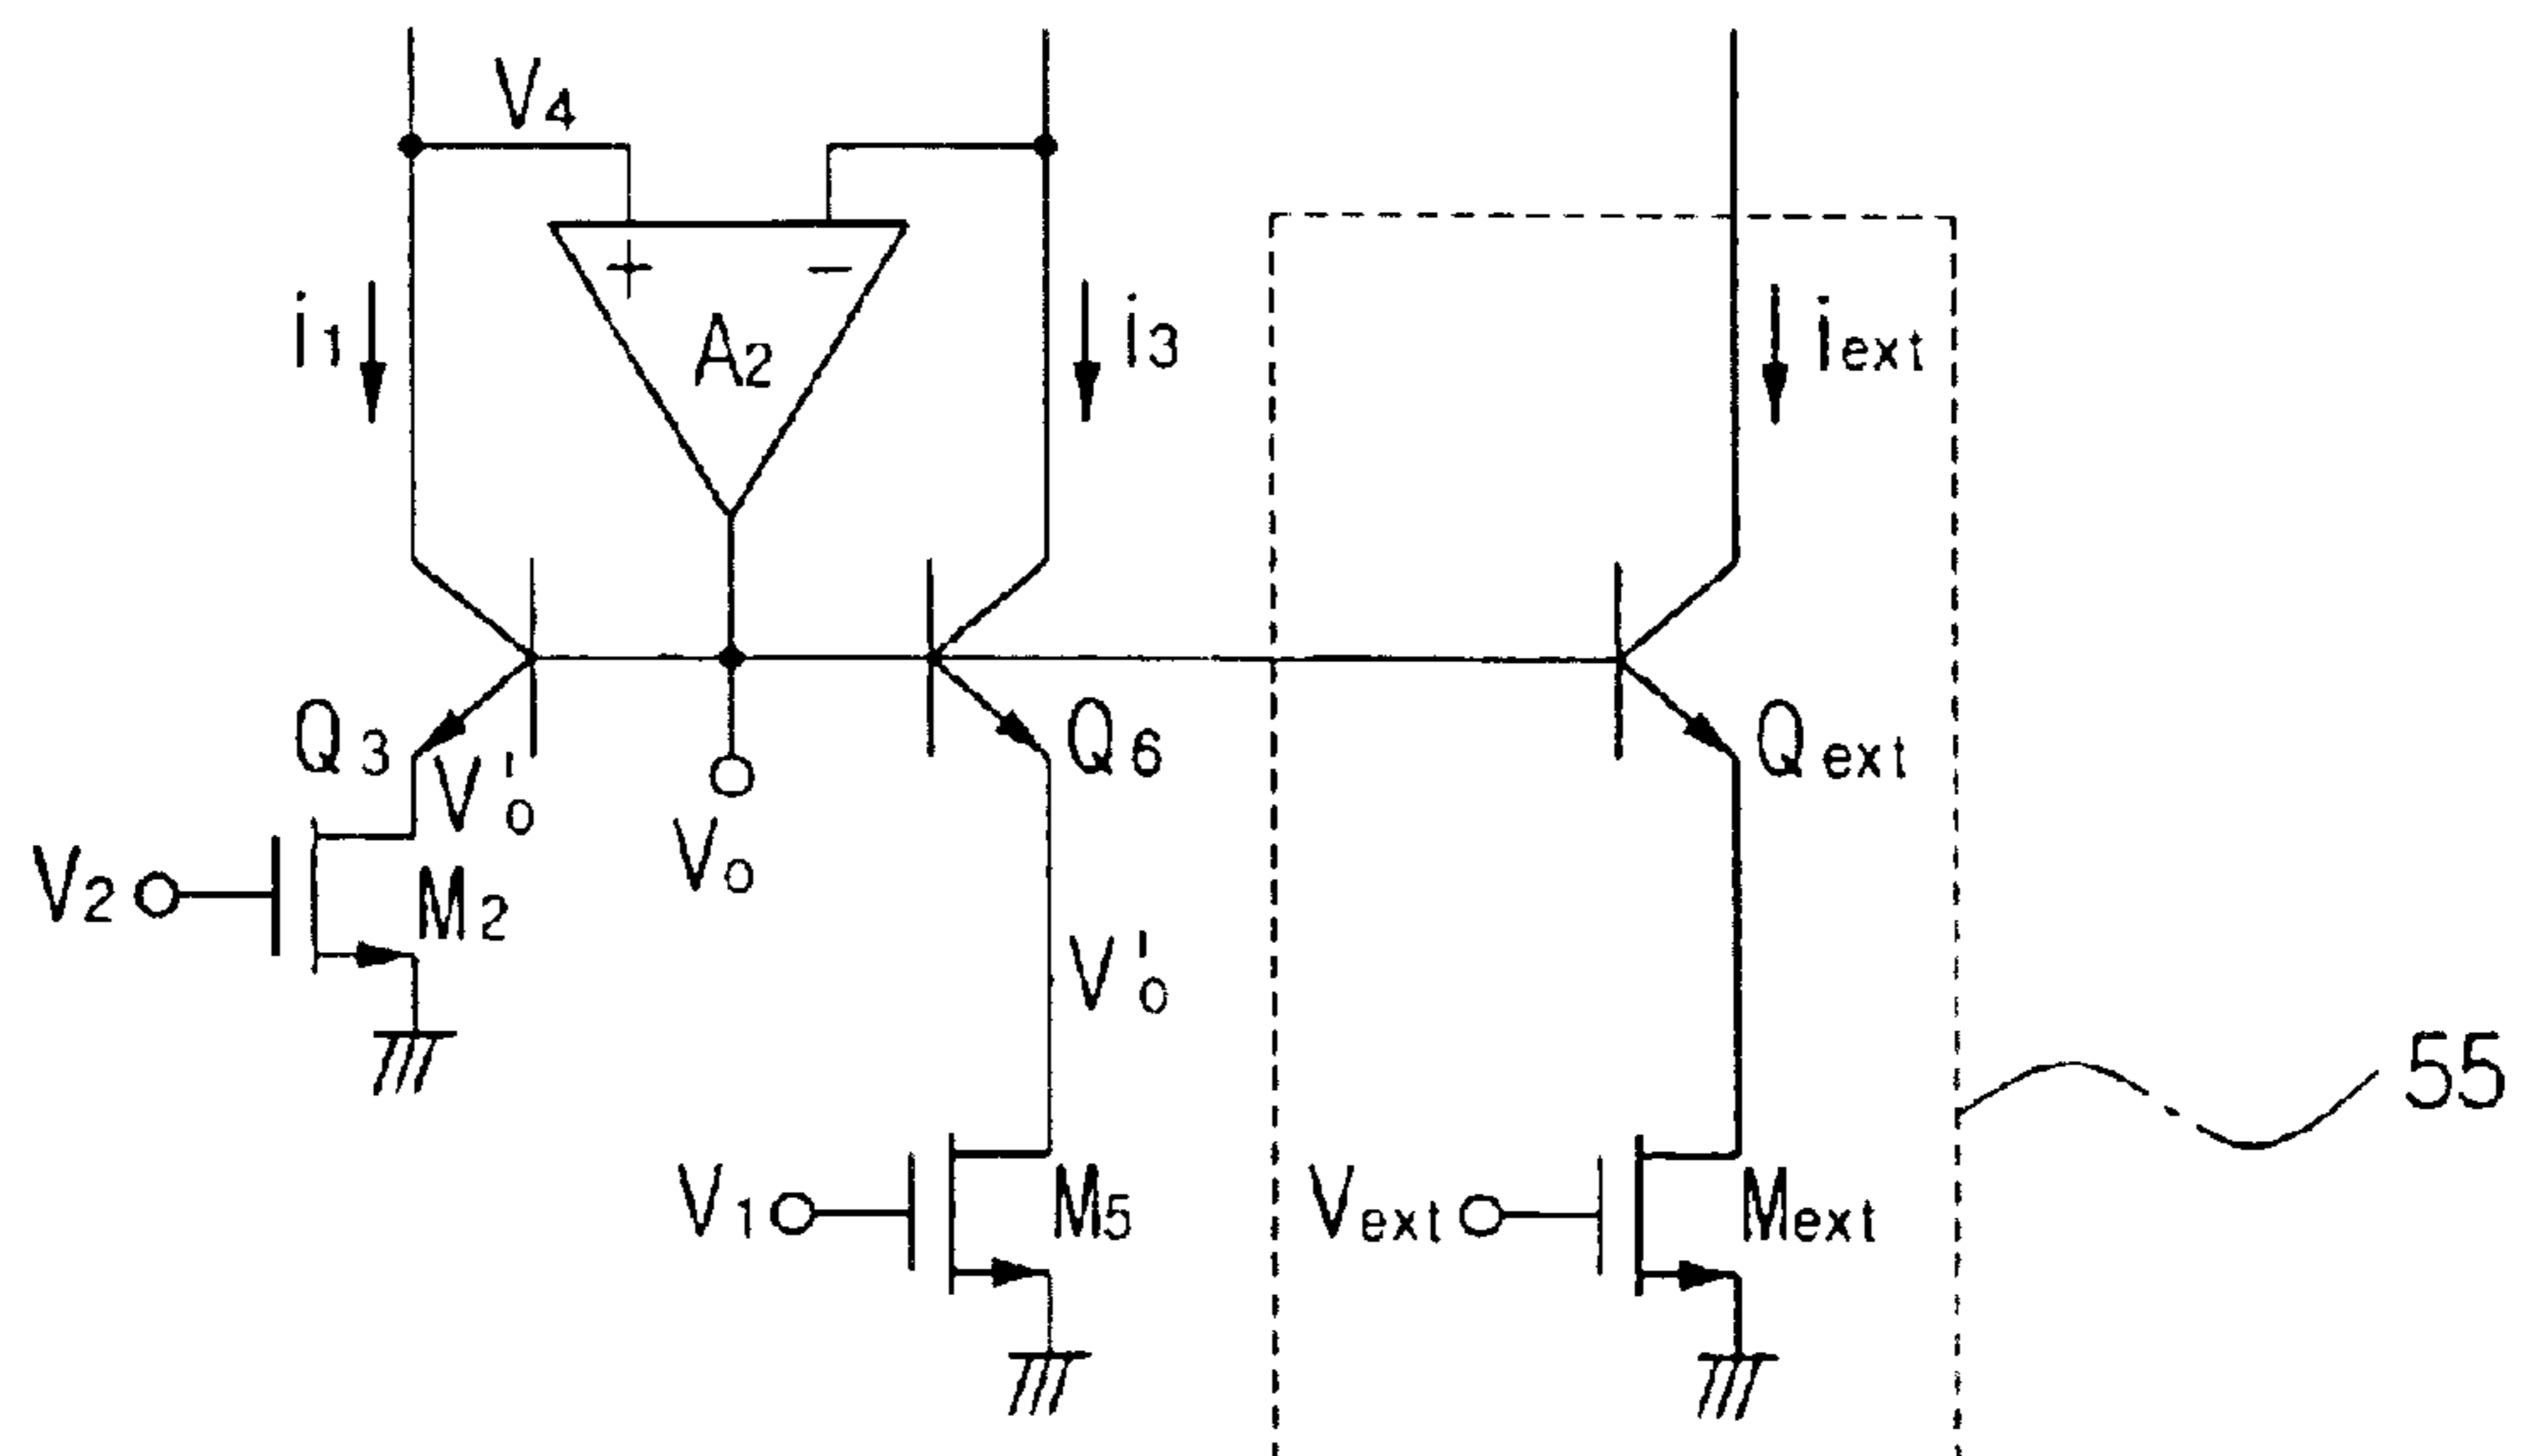 V4
+ −
i1
A2
i3
iext
Q3
V'o
Q6
Qext
Vo
V2
M2
V'o
55
V1
M5
Vext
Mext